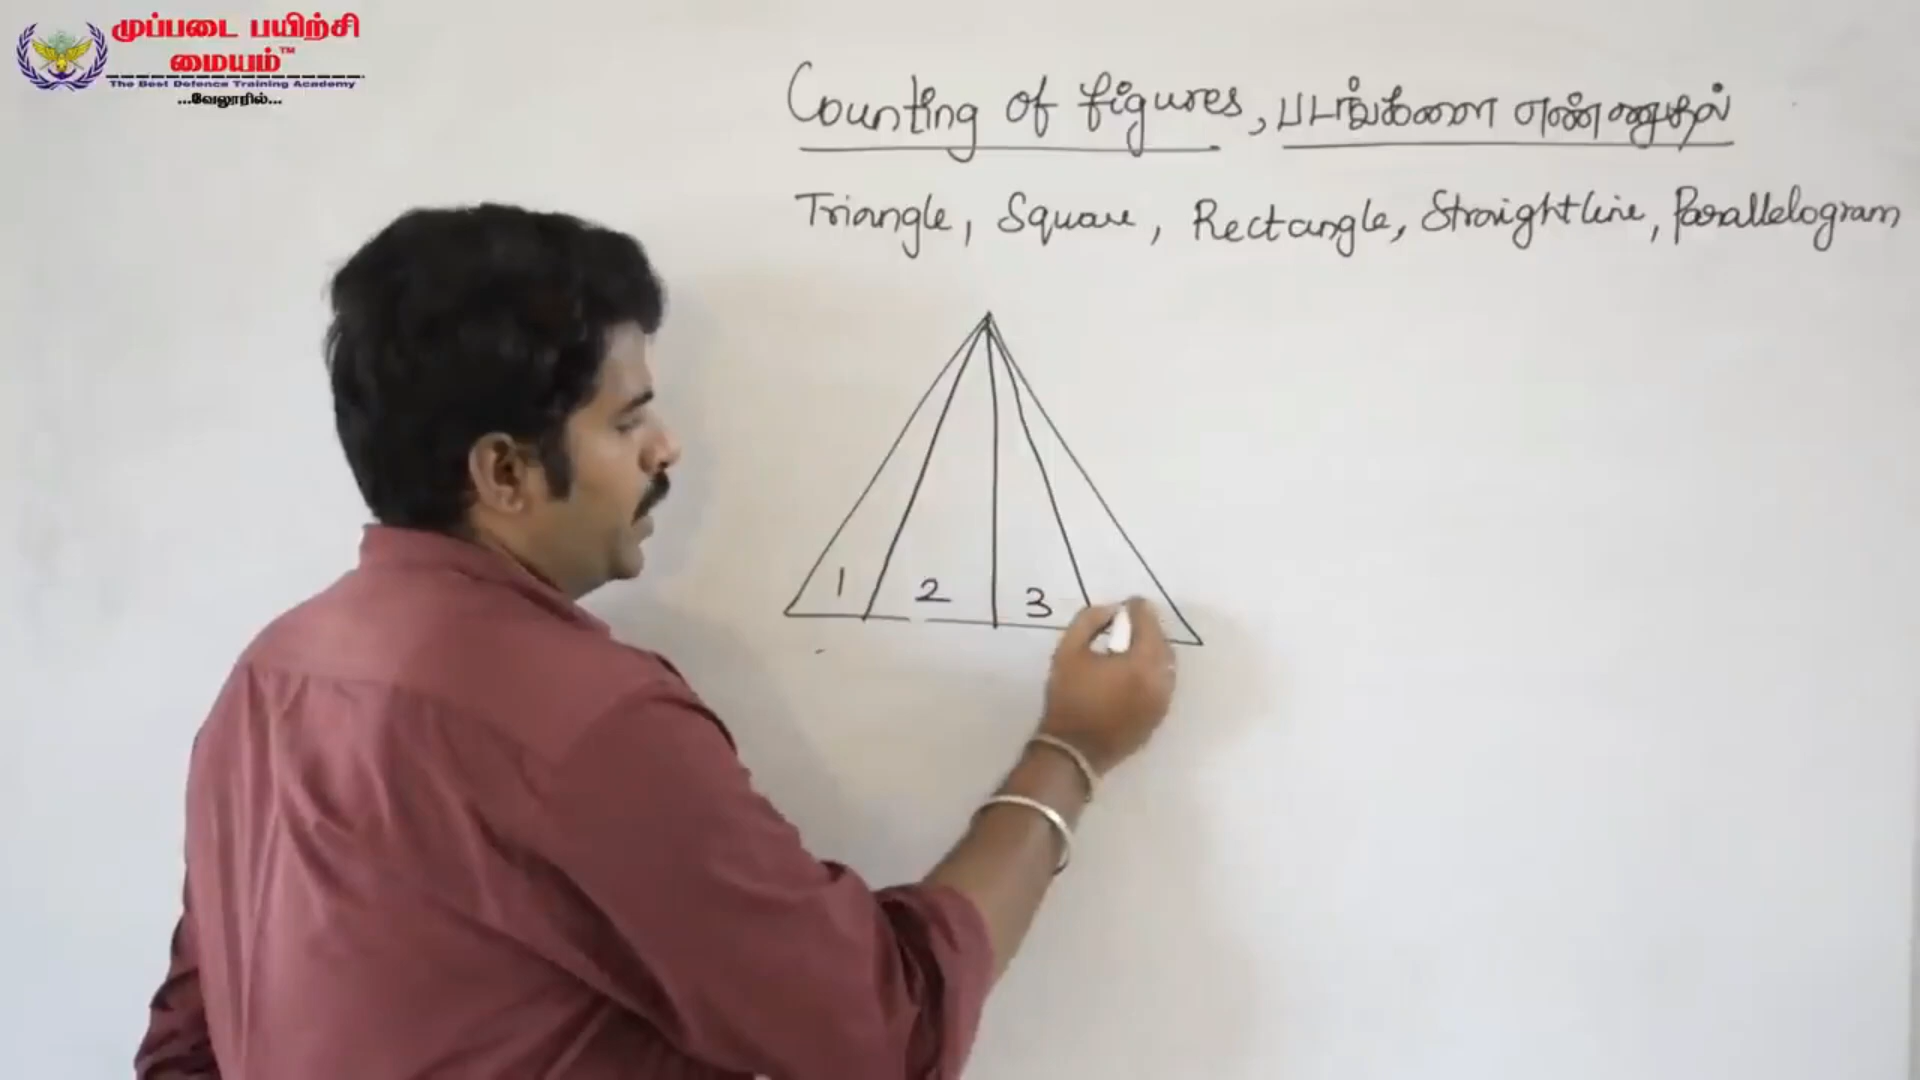 முப்படை பயிற்சி
மையம்™
The Best Defence Training Academy
...வேலூரில்...
Counting of figures, படங்களை எண்ணுதல்
Triangle, Square, Rectangle, Straightline, Parallelogram
1 2 3